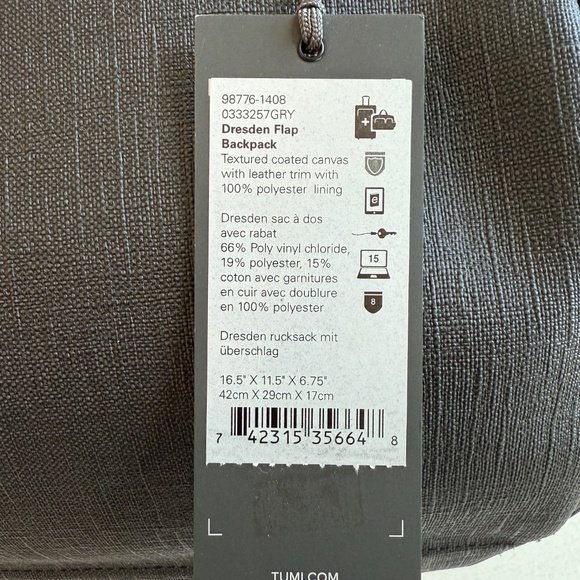 98776-1408
0333257GRY
Dresden Flap
Backpack
Textured coated canvas
with leather trim with
100% polyester lining
Dresden sac à dos
avec rabat
66% Poly vinyl chloride,
19% polyester, 15%
coton avec garnitures
en cuir avec doublure
en 100% polyester
Dresden rucksack mit
überschlag
16.5" X 11.5" X 6.75"
42cm X 29cm X 17cm
e
15
8
7 42315 35664 8
TUMI.COM